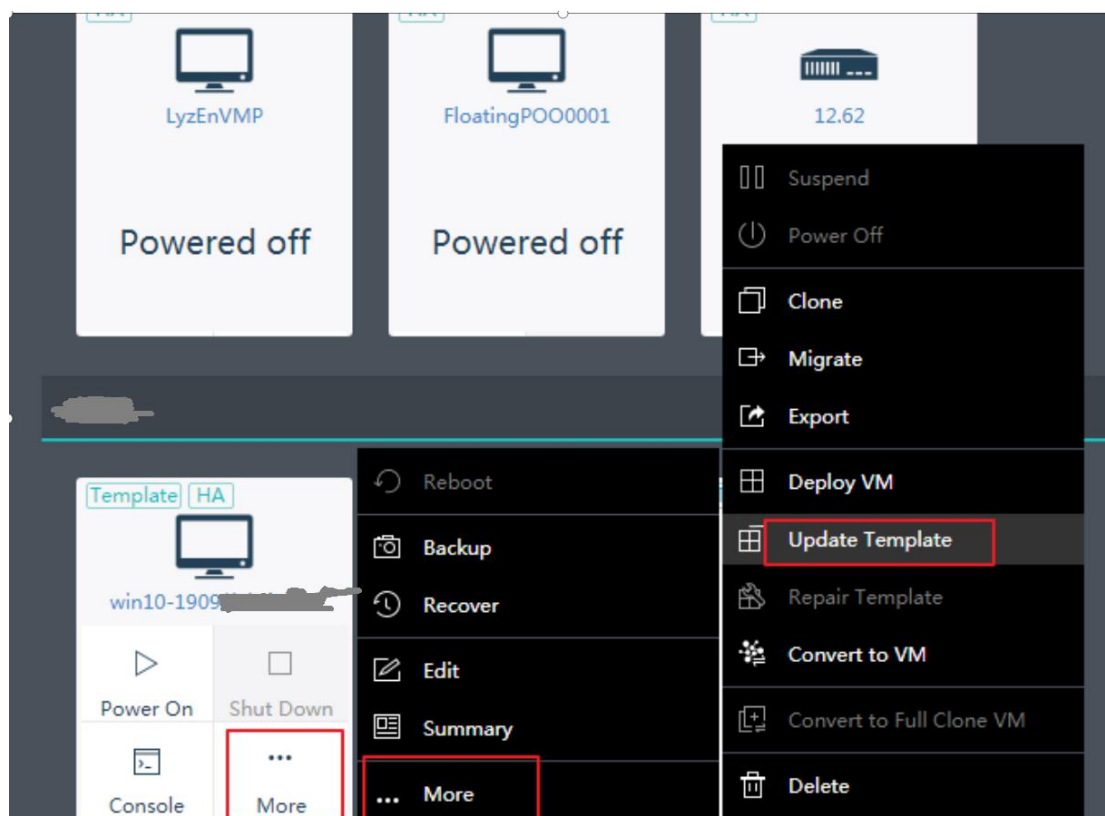 HA
HA
HA
LyzEnVMP
FloatingPOO0001
12.62
Powered off
Powered off
Suspend
Power Off
Clone
Migrate
Export
Deploy VM
Update Template
Repair Template
Convert to VM
Convert to Full Clone VM
Delete
Reboot
Backup
Recover
Edit
Summary
More
Template HA
win10-1909
Power On
Shut Down
Console
More